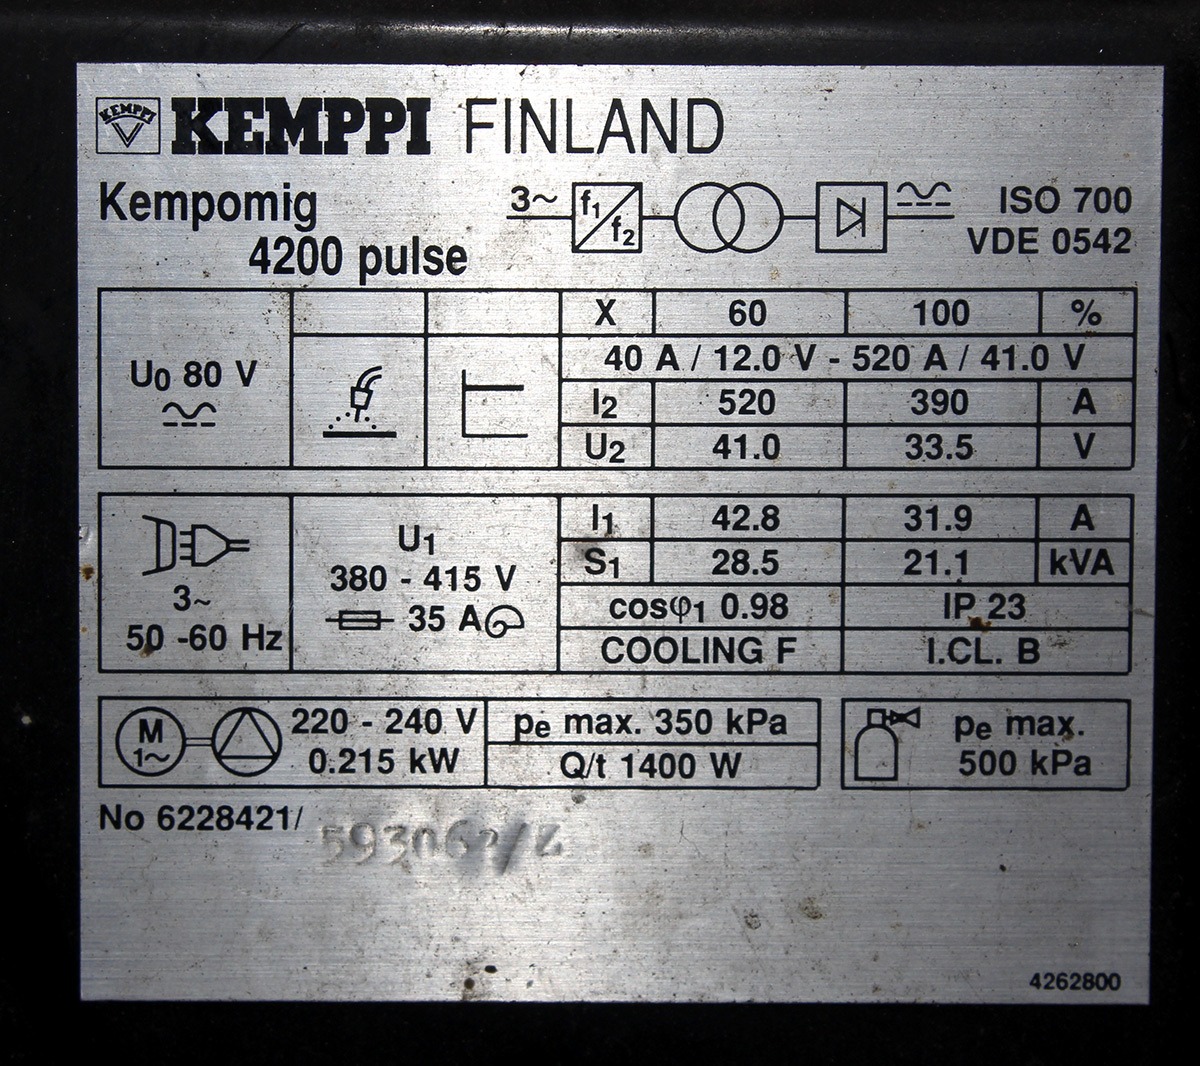 KEMPPI KEMPPI FINLAND
Kempomig
4200 pulse
3~ f1/f2
ISO 700
VDE 0542
U0 80 V
X 60 100 %
40 A / 12.0 V - 520 A / 41.0 V
I2 520 390 A
U2 41.0 33.5 V
3~
50 -60 Hz
U1
380 - 415 V
35 A
I1 42.8 31.9 A
S1 28.5 21.1 kVA
cosφ1 0.98 IP 23
COOLING F I.CL. B
M
1~
220 - 240 V
0.215 kW
pe max. 350 kPa
Q/t 1400 W
pe max.
500 kPa
No 6228421/
4262800